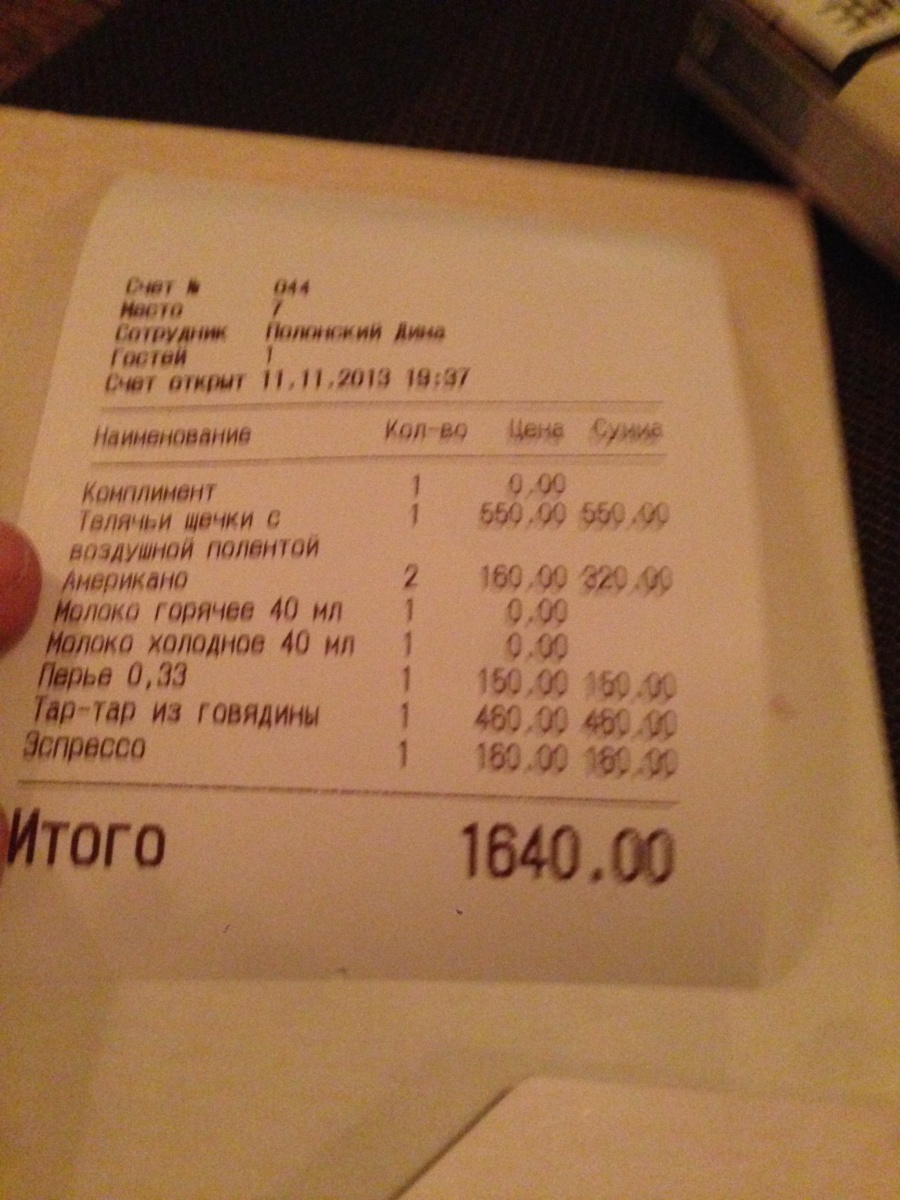 Счет № 044
Место 7
Сотрудник Полонский Дима
Гостей 1
Счет открыт 11.11.2013 19:37
Наименование Кол-во Цена Сумма
Комплимент 1 0,00
Телячьи щечки с 1 550,00 550,00
воздушной полентой
Американо 2 160,00 320,00
Молоко горячее 40 мл 1 0,00
Молоко холодное 40 мл 1 0,00
Перье 0,33 1 150,00 150,00
Тар-тар из говядины 1 460,00 460,00
Эспрессо 1 160,00 160,00
Итого 1640.00